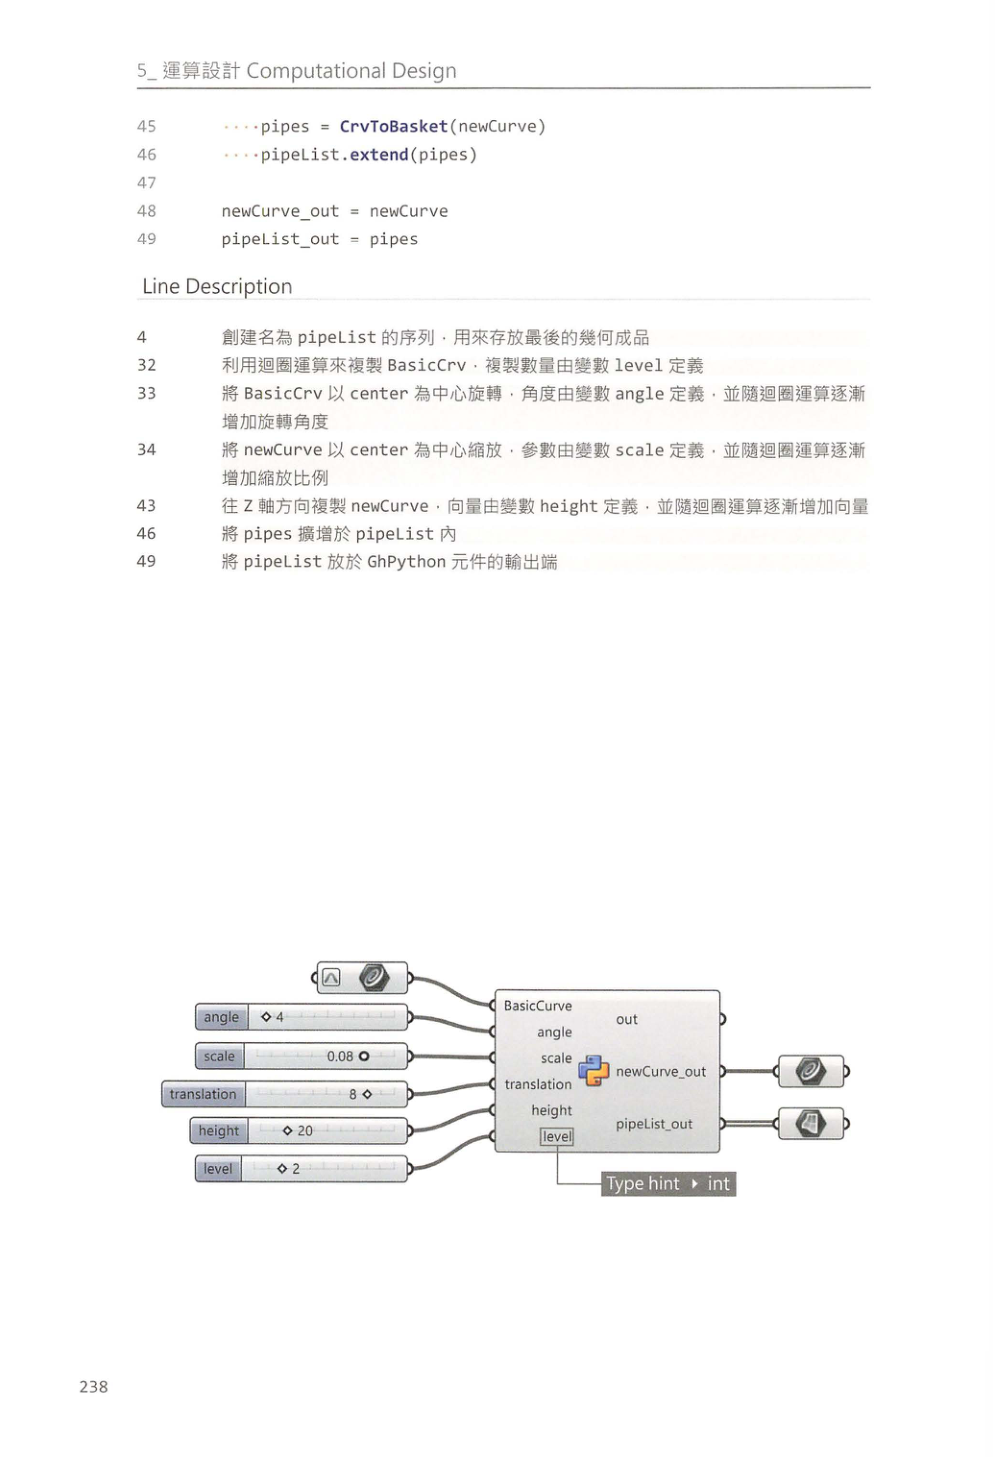 5_ 運算設計 Computational Design
45 ····pipes = CrvToBasket(newCurve)
46 ····pipeList.extend(pipes)
47
48 newCurve_out = newCurve
49 pipeList_out = pipes
Line Description
4 創建名為 pipeList 的序列，用來存放最後的幾何成品
32 利用迴圈運算來複製 BasicCrv，複製數量由變數 level 定義
33 將 BasicCrv 以 center 為中心旋轉，角度由變數 angle 定義，並隨迴圈運算逐漸
增加旋轉角度
34 將 newCurve 以 center 為中心縮放，參數由變數 scale 定義，並隨迴圈運算逐漸
增加縮放比例
43 往 Z 軸方向複製 newCurve，向量由變數 height 定義，並隨迴圈運算逐漸增加向量
46 將 pipes 擴增於 pipeList 內
49 將 pipeList 放於 GhPython 元件的輸出端
angle 4
scale 0.08
translation 8
height 20
level 2
BasicCurve
angle
scale
translation
height
level
out
newCurve_out
pipeList_out
Type hint ▸ int
238